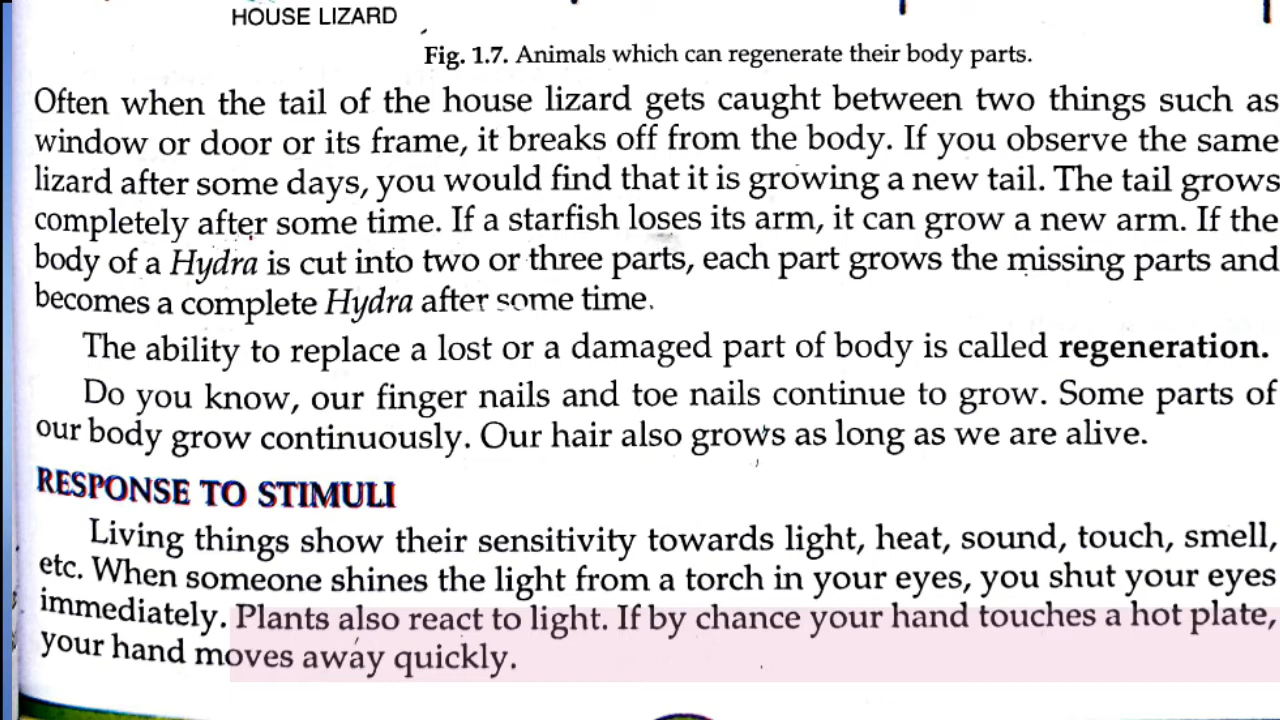 HOUSE LIZARD
Fig. 1.7. Animals which can regenerate their body parts.
Often when the tail of the house lizard gets caught between two things such as
window or door or its frame, it breaks off from the body. If you observe the same
lizard after some days, you would find that it is growing a new tail. The tail grows
completely after some time. If a starfish loses its arm, it can grow a new arm. If the
body of a Hydra is cut into two or three parts, each part grows the missing parts and
becomes a complete Hydra after some time.
The ability to replace a lost or a damaged part of body is called regeneration.
Do you know, our finger nails and toe nails continue to grow. Some parts of
our body grow continuously. Our hair also grows as long as we are alive.
RESPONSE TO STIMULI
Living things show their sensitivity towards light, heat, sound, touch, smell,
etc. When someone shines the light from a torch in your eyes, you shut your eyes
immediately. Plants also react to light. If by chance your hand touches a hot plate,
your hand moves away quickly.